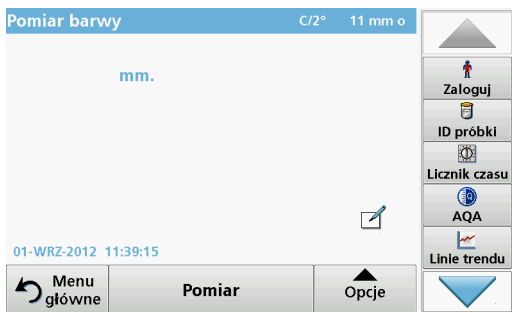 Pomiar barwy C/2° 11 mm o
mm.
01-WRZ-2012 11:39:15
Menu główne
Pomiar
Opcje
Zaloguj
ID próbki
Licznik czasu
AQA
Linie trendu